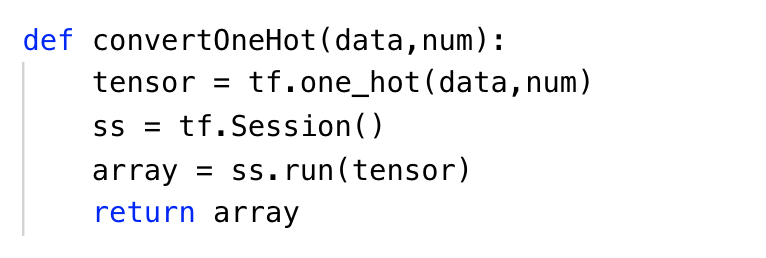 def convertOneHot(data,num):
    tensor = tf.one_hot(data,num)
    ss = tf.Session()
    array = ss.run(tensor)
    return array